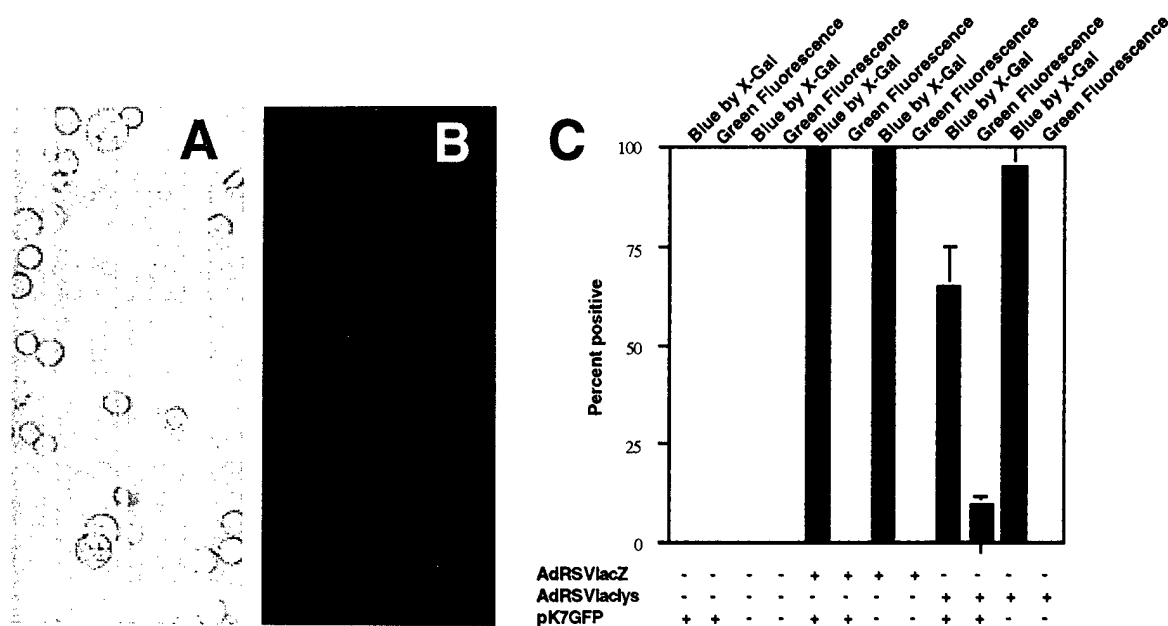 A
B
C
Blue by X-Gal
Green Fluorescence
Blue by X-Gal
Green Fluorescence
Blue by X-Gal
Green Fluorescence
Blue by X-Gal
Green Fluorescence
Blue by X-Gal
Green Fluorescence
Blue by X-Gal
Green Fluorescence
Percent positive
100
75
50
25
0
AdRSVlacZ - - - - + + + + - - - -
AdRSVlaclys - - - - - - - - + + + +
pK7GFP + + - - + + - - + + - -